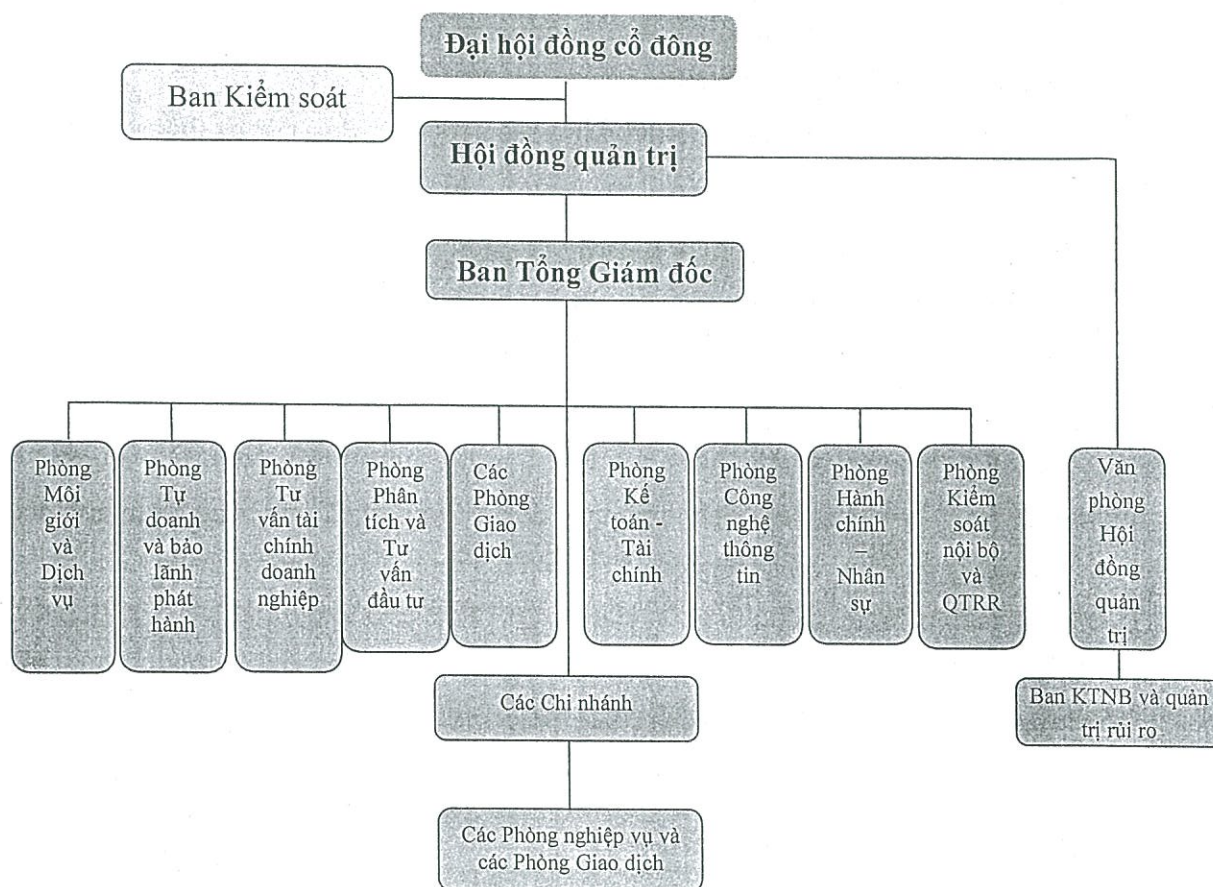 Đại hội đồng cổ đông
Ban Kiểm soát
Hội đồng quản trị
Ban Tổng Giám đốc
Phòng
Môi
giới
và
Dịch
vụ
Phòng
Tự
doanh
và bảo
lãnh
phát
hành
Phòng
Tư
vấn tài
chính
doanh
nghiệp
Phòng
Phân
tích và
Tư
vấn
đầu tư
Các
Phòng
Giao
dịch
Phòng
Kế
toán -
Tài
chính
Phòng
Công
nghệ
thông
tin
Phòng
Hành
chính
–
Nhân
sự
Phòng
Kiểm
soát
nội bộ
và
QTRR
Văn
phòng
Hội
đồng
quản
trị
Các Chi nhánh
Ban KTNB và quản
trị rủi ro
Các Phòng nghiệp vụ và
các Phòng Giao dịch